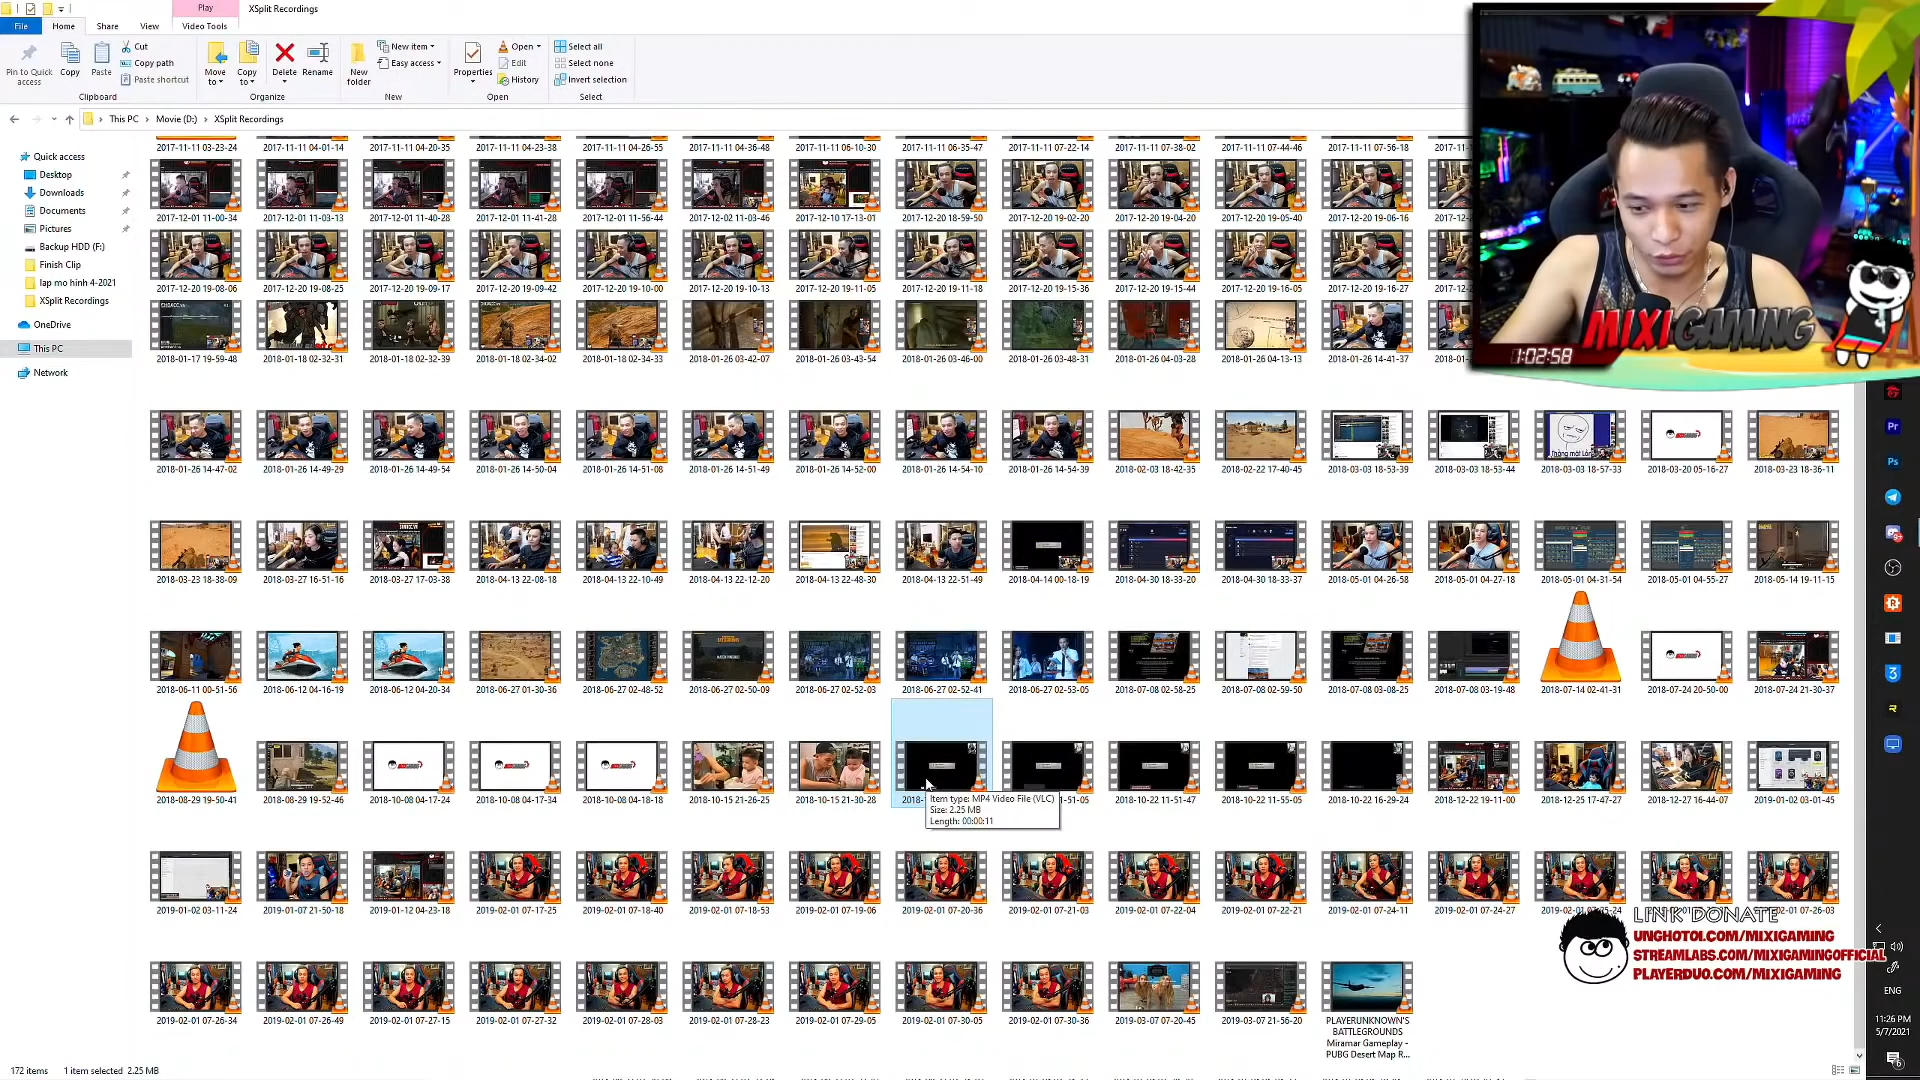 Play
XSplit Recordings
File
Home
Share
View
Video Tools
Pin to Quick access
Copy
Paste
Cut
Copy path
Paste shortcut
Move to
Copy to
Delete
Rename
New folder
New item
Easy access
Properties
Open
Edit
History
Select all
Select none
Invert selection
Clipboard
Organize
New
Open
Select
This PC > Movie (D:) > XSplit Recordings
Quick access
Desktop
Downloads
Documents
Pictures
Backup HDD (F:)
Finish Clip
lap mo hinh 4-2021
XSplit Recordings
OneDrive
This PC
Network
2017-11-11 03-23-24
2017-11-11 04-01-14
2017-11-11 04-20-35
2017-11-11 04-23-38
2017-11-11 04-26-55
2017-11-11 04-36-48
2017-11-11 06-10-30
2017-11-11 06-35-47
2017-11-11 07-22-14
2017-11-11 07-38-02
2017-11-11 07-44-46
2017-11-11 07-56-18
2017-12-01 11-00-34
2017-12-01 11-03-13
2017-12-01 11-40-28
2017-12-01 11-41-28
2017-12-01 11-56-44
2017-12-02 11-03-46
2017-12-10 17-13-01
2017-12-20 18-59-50
2017-12-20 19-02-20
2017-12-20 19-04-20
2017-12-20 19-05-40
2017-12-20 19-06-16
2017-12-20 19-08-06
2017-12-20 19-08-25
2017-12-20 19-09-17
2017-12-20 19-09-42
2017-12-20 19-10-00
2017-12-20 19-10-13
2017-12-20 19-11-05
2017-12-20 19-11-18
2017-12-20 19-15-36
2017-12-20 19-15-44
2017-12-20 19-16-05
2017-12-20 19-16-27
2018-01-17 19-59-48
2018-01-18 02-32-31
2018-01-18 02-32-39
2018-01-18 02-34-02
2018-01-18 02-34-33
2018-01-26 03-42-07
2018-01-26 03-43-54
2018-01-26 03-46-00
2018-01-26 03-48-31
2018-01-26 04-03-28
2018-01-26 04-13-13
2018-01-26 14-41-37
2018-01-26 14-47-02
2018-01-26 14-49-29
2018-01-26 14-49-54
2018-01-26 14-50-04
2018-01-26 14-51-08
2018-01-26 14-51-49
2018-01-26 14-52-00
2018-01-26 14-54-10
2018-01-26 14-54-39
2018-02-03 18-42-35
2018-02-22 17-40-45
2018-03-03 18-53-39
2018-03-03 18-53-44
2018-03-03 18-57-33
2018-03-20 05-16-27
2018-03-23 18-36-11
2018-03-23 18-38-09
2018-03-27 16-51-16
2018-03-27 17-03-38
2018-04-13 22-08-18
2018-04-13 22-10-49
2018-04-13 22-12-20
2018-04-13 22-48-30
2018-04-13 22-51-49
2018-04-14 00-18-19
2018-04-30 18-33-20
2018-04-30 18-33-37
2018-05-01 04-26-58
2018-05-01 04-27-18
2018-05-01 04-31-54
2018-05-01 04-55-27
2018-05-14 19-11-15
2018-06-11 00-51-56
2018-06-12 04-16-19
2018-06-12 04-20-34
2018-06-27 01-30-36
2018-06-27 02-48-52
2018-06-27 02-50-09
2018-06-27 02-52-03
2018-06-27 02-52-41
2018-06-27 02-53-05
2018-07-08 02-58-25
2018-07-08 02-59-50
2018-07-08 03-08-25
2018-07-08 03-19-48
2018-07-14 02-41-31
2018-07-24 20-50-00
2018-07-24 21-30-37
2018-08-29 19-50-41
2018-08-29 19-52-46
2018-10-08 04-17-24
2018-10-08 04-17-34
2018-10-08 04-18-18
2018-10-15 21-26-25
2018-10-15 21-30-28
2018-
1-51-05
2018-10-22 11-51-47
2018-10-22 11-55-05
2018-10-22 16-29-24
2018-12-22 19-11-00
2018-12-25 17-47-27
2018-12-27 16-44-07
2019-01-02 03-01-45
Item type: MP4 Video File (VLC)
Size: 2.25 MB
Length: 00:00:11
2019-01-02 03-11-24
2019-01-07 21-50-18
2019-01-12 04-23-18
2019-02-01 07-17-25
2019-02-01 07-18-40
2019-02-01 07-18-53
2019-02-01 07-19-06
2019-02-01 07-20-36
2019-02-01 07-21-03
2019-02-01 07-22-04
2019-02-01 07-22-21
2019-02-01 07-24-11
2019-02-01 07-24-27
2019-02-01 07-26-03
2019-02-01 07-26-34
2019-02-01 07-26-49
2019-02-01 07-27-15
2019-02-01 07-27-32
2019-02-01 07-28-03
2019-02-01 07-28-23
2019-02-01 07-29-05
2019-02-01 07-30-05
2019-02-01 07-30-36
2019-03-07 07-20-45
2019-03-07 21-56-20
PLAYERUNKNOWN'S
BATTLEGROUNDS
Miramar Gameplay -
PUBG Desert Map R...
172 items
1 item selected 2.25 MB
MIXIGAMING
1:02:58
LINK DONATE
UNGHOTOI.COM/MIXIGAMING
STREAMLABS.COM/MIXIGAMINGOFFICIAL
PLAYERDUO.COM/MIXIGAMING
Pr
Ps
ENG
11:26 PM
5/7/2021